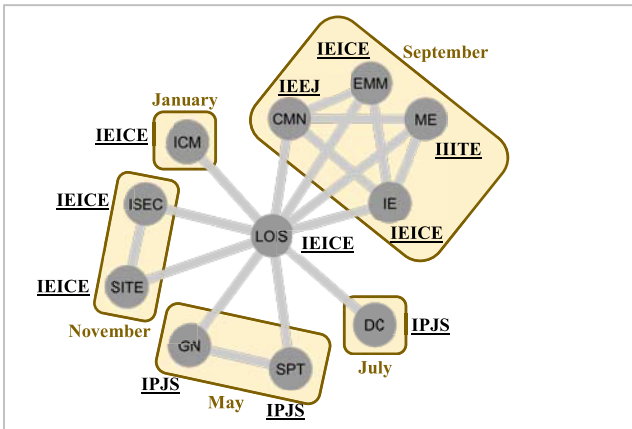 IEICE
September
IEEJ
EMM
CMN
ME
January
IIITE
IEICE
ICM
IEICE
ISEC
IE
IEICE
LOIS
IEICE
IEICE
SITE
November
DC
IPJS
GN
SPT
July
IPJS
May
IPJS